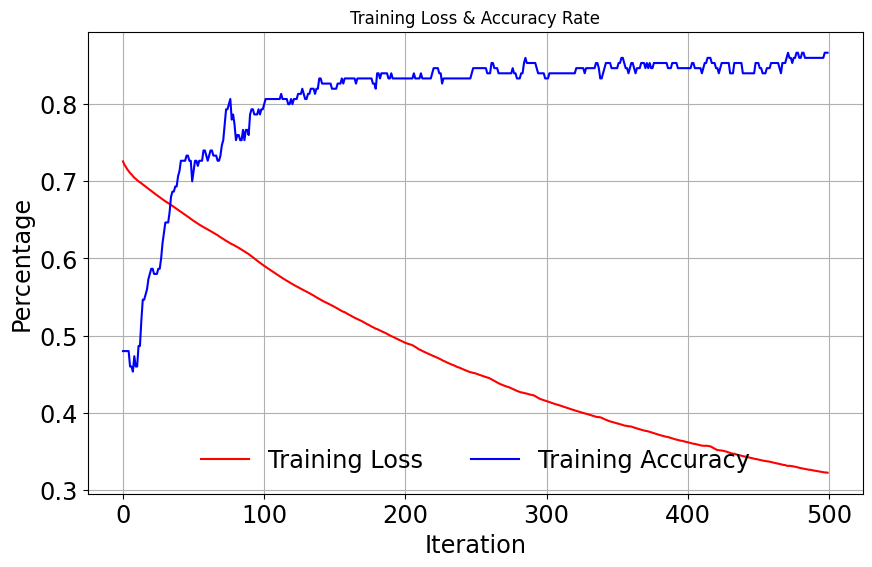 Training Loss & Accuracy Rate
Percentage
0.8
0.7
0.6
0.5
0.4
0.3
Training Loss Training Accuracy
0 100 200 300 400 500
Iteration